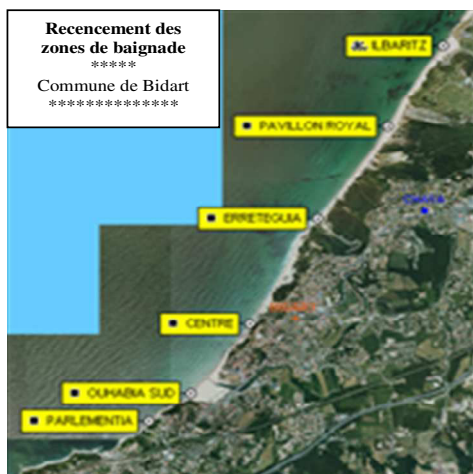 Recencement des
zones de baignade
*****
Commune de Bidart
**************
ILBARITZ
PAVILLON ROYAL
ERRETEGUIA
CENTRE
OUHABIA SUD
PARLEMENTIA